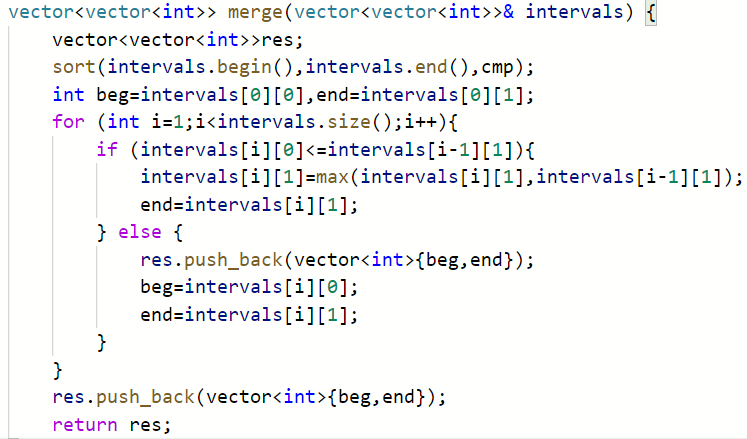 vector<vector<int>> merge(vector<vector<int>>& intervals) {
    vector<vector<int>>res;
    sort(intervals.begin(),intervals.end(),cmp);
    int beg=intervals[0][0],end=intervals[0][1];
    for (int i=1;i<intervals.size();i++){
        if (intervals[i][0]<=intervals[i-1][1]){
            intervals[i][1]=max(intervals[i][1],intervals[i-1][1]);
            end=intervals[i][1];
        } else {
            res.push_back(vector<int>{beg,end});
            beg=intervals[i][0];
            end=intervals[i][1];
        }
    }
    res.push_back(vector<int>{beg,end});
    return res;